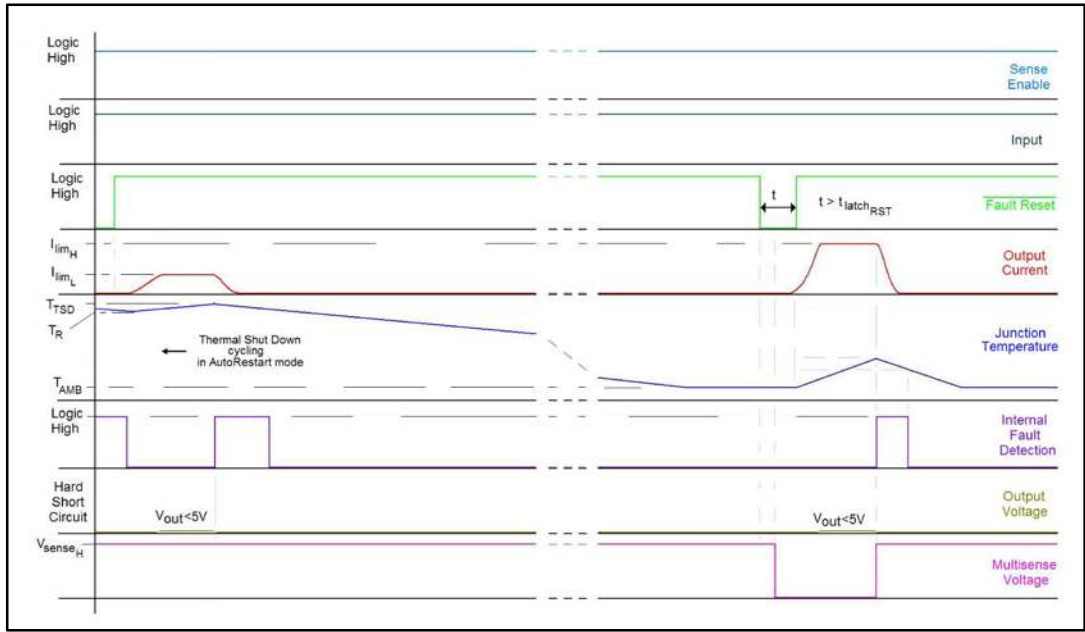 Logic
High
Sense
Enable
Logic
High
Input
Logic
High
t
t > tlatchRST
Fault Reset
IlimH
IlimL
Output
Current
TTSD
TR
Thermal Shut Down
cycling
in AutoRestart mode
Junction
Temperature
TAMB
Logic
High
Internal
Fault
Detection
Hard
Short
Circuit
Vout<5V
Vout<5V
Output
Voltage
VsenseH
Multisense
Voltage